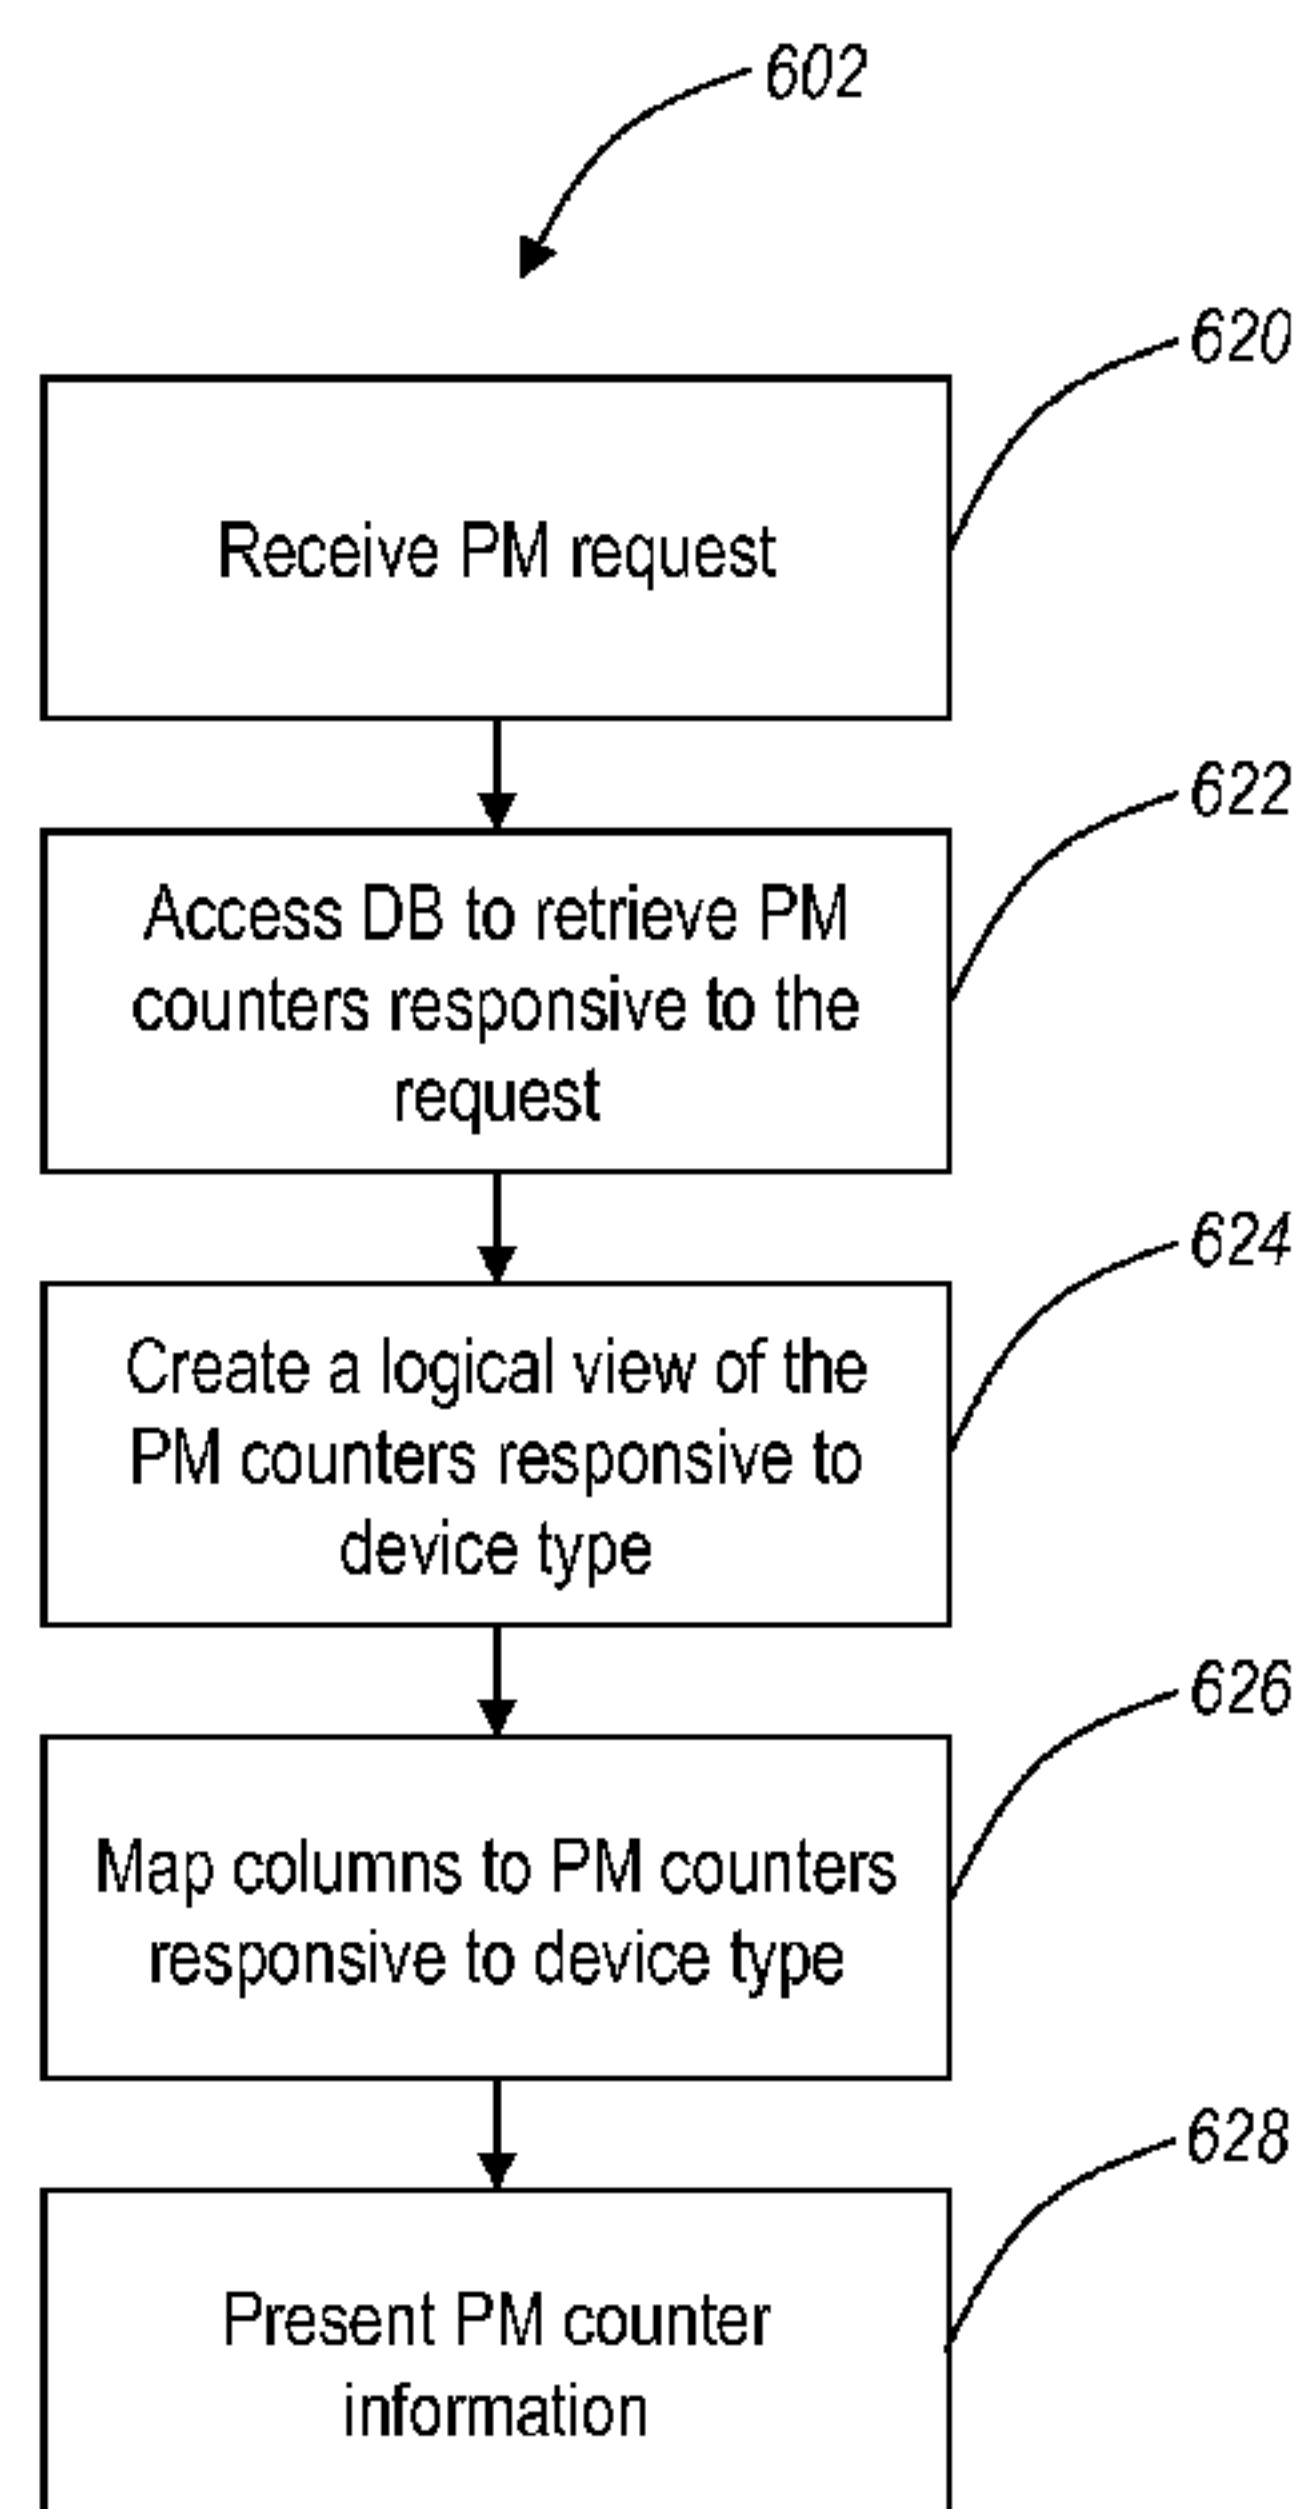 602
620
Receive PM request
622
Access DB to retrieve PM
counters responsive to the
request
624
Create a logical view of the
PM counters responsive to
device type
626
Map columns to PM counters
responsive to device type
628
Present PM counter
information